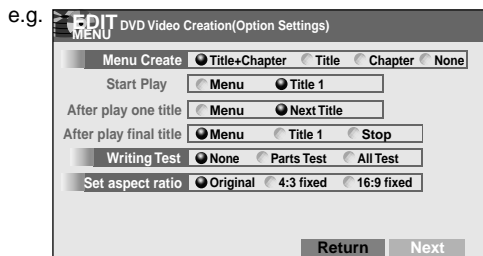 e.g.
EDIT MENU DVD Video Creation(Option Settings)
Menu Create Title+Chapter Title Chapter None
Start Play Menu Title 1
After play one title Menu Next Title
After play final title Menu Title 1 Stop
Writing Test None Parts Test All Test
Set aspect ratio Original 4:3 fixed 16:9 fixed
Return Next